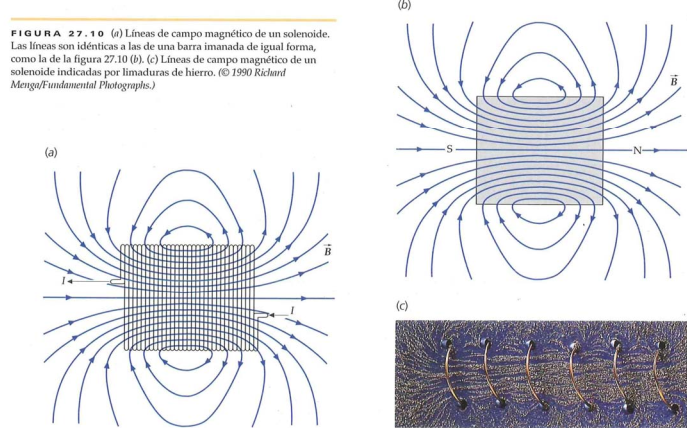 FIGURA 27.10 (a) Líneas de campo magnético de un solenoide.
Las líneas son idénticas a las de una barra imanada de igual forma,
como la de la figura 27.10 (b). (c) Líneas de campo magnético de un
solenoide indicadas por limaduras de hierro. (© 1990 Richard
Menga/Fundamental Photographs.)
(a)
B
I
I
(b)
B
S
N
(c)